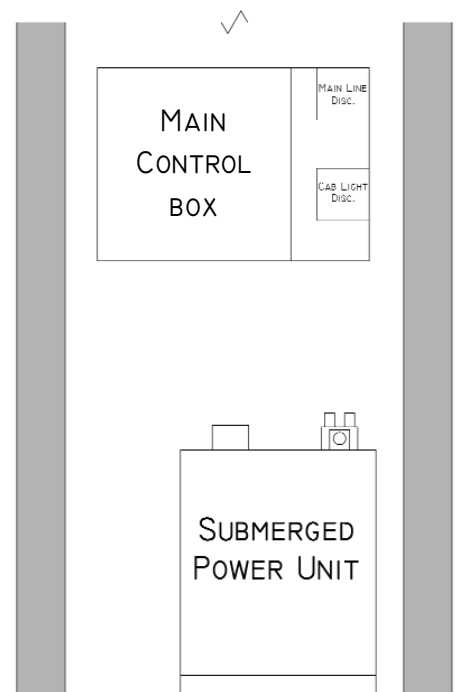 MAIN
CONTROL
BOX
MAIN LINE
DISC.
CAB LIGHT
DISC.
SUBMERGED
POWER UNIT